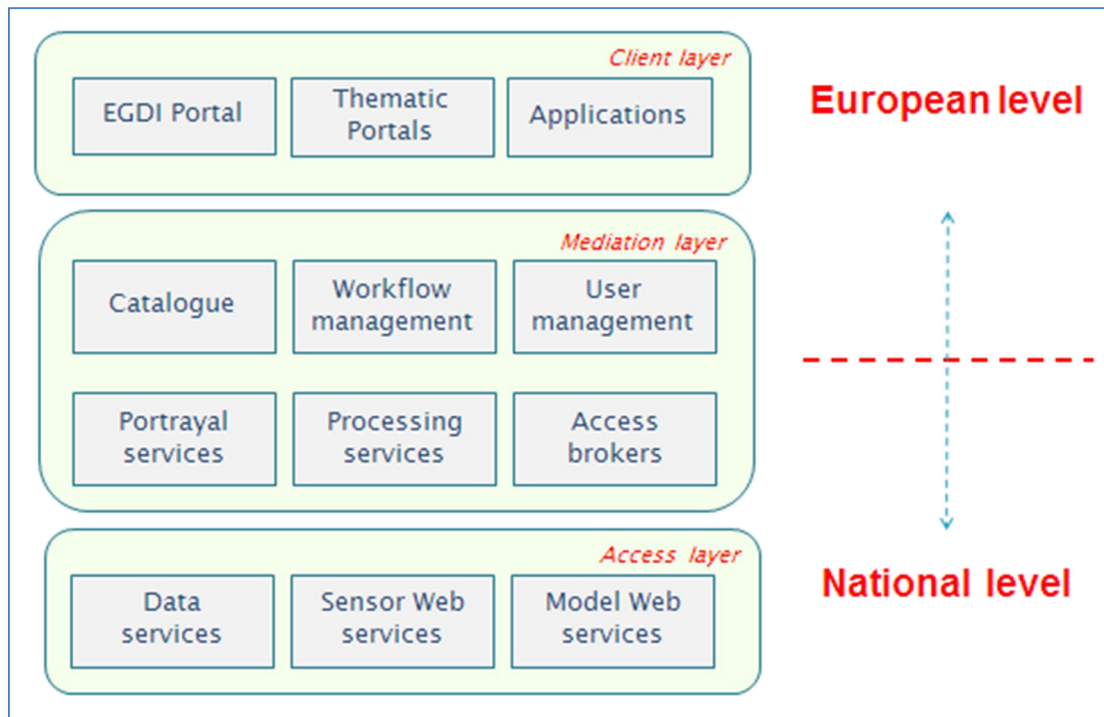 Client layer
EGDI Portal
Thematic
Portals
Applications
European level
Mediation layer
Catalogue
Workflow
management
User
management
Portrayal
services
Processing
services
Access
brokers
Access layer
Data
services
Sensor Web
services
Model Web
services
National level